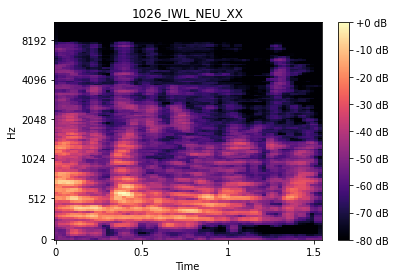 1026_IWL_NEU_XX
+0 dB
8192
-10 dB
4096
-20 dB
-30 dB
2048
Hz
-40 dB
1024
-50 dB
512
-60 dB
-70 dB
0
-80 dB
0 0.5 1 1.5
Time